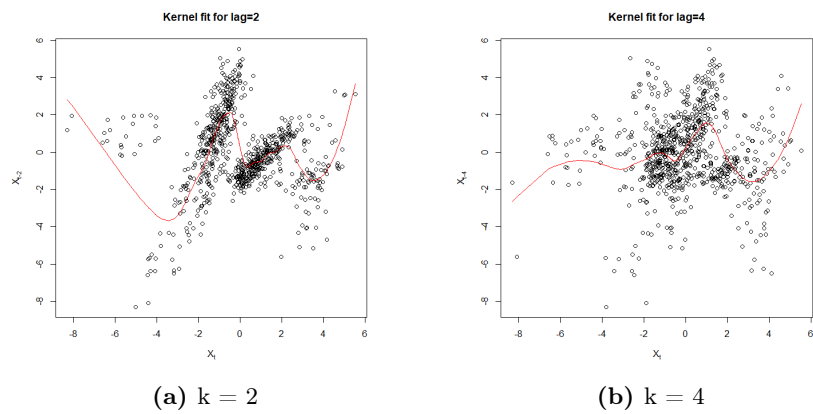 Kernel fit for lag=2
6
4
2
0
-2
-4
-6
-8
X_{t-2}
-8 -6 -4 -2 0 2 4 6
X_t
(a) k = 2
Kernel fit for lag=4
6
4
2
0
-2
-4
-6
-8
X_{t-4}
-8 -6 -4 -2 0 2 4 6
X_t
(b) k = 4